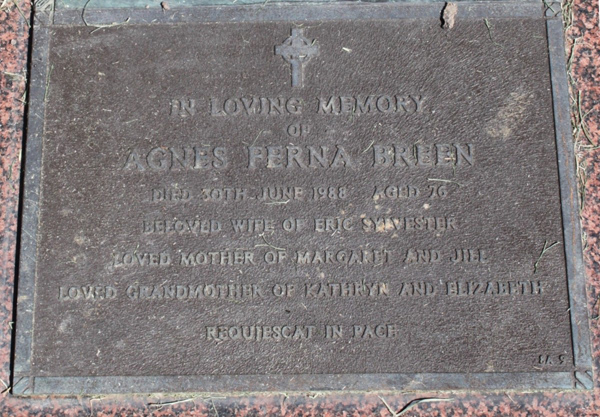 IN LOVING MEMORY
OF
AGNES FERNA BREEN
DIED 30TH JUNE 1988 AGED 76
BELOVED WIFE OF ERIC SYLVESTER
LOVED MOTHER OF MARGARET AND JILL
LOVED GRANDMOTHER OF KATHRYN AND ELIZABETH
REQUIESCAT IN PACE